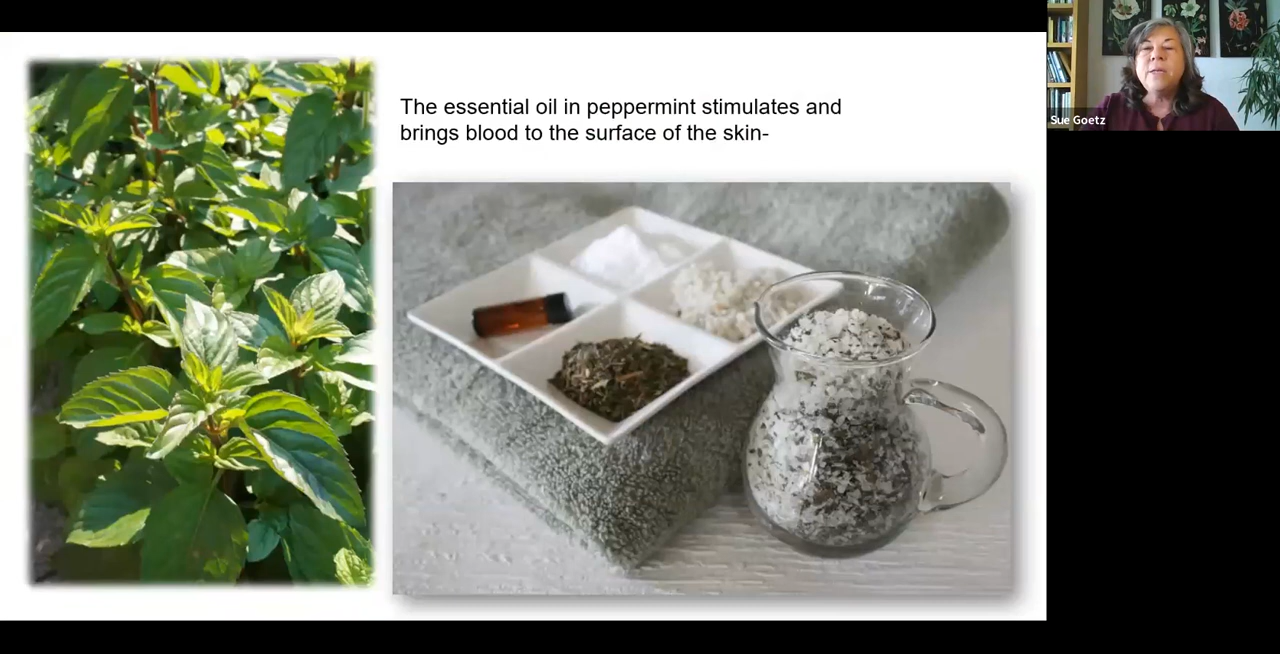 The essential oil in peppermint stimulates and
brings blood to the surface of the skin-
Sue Goetz